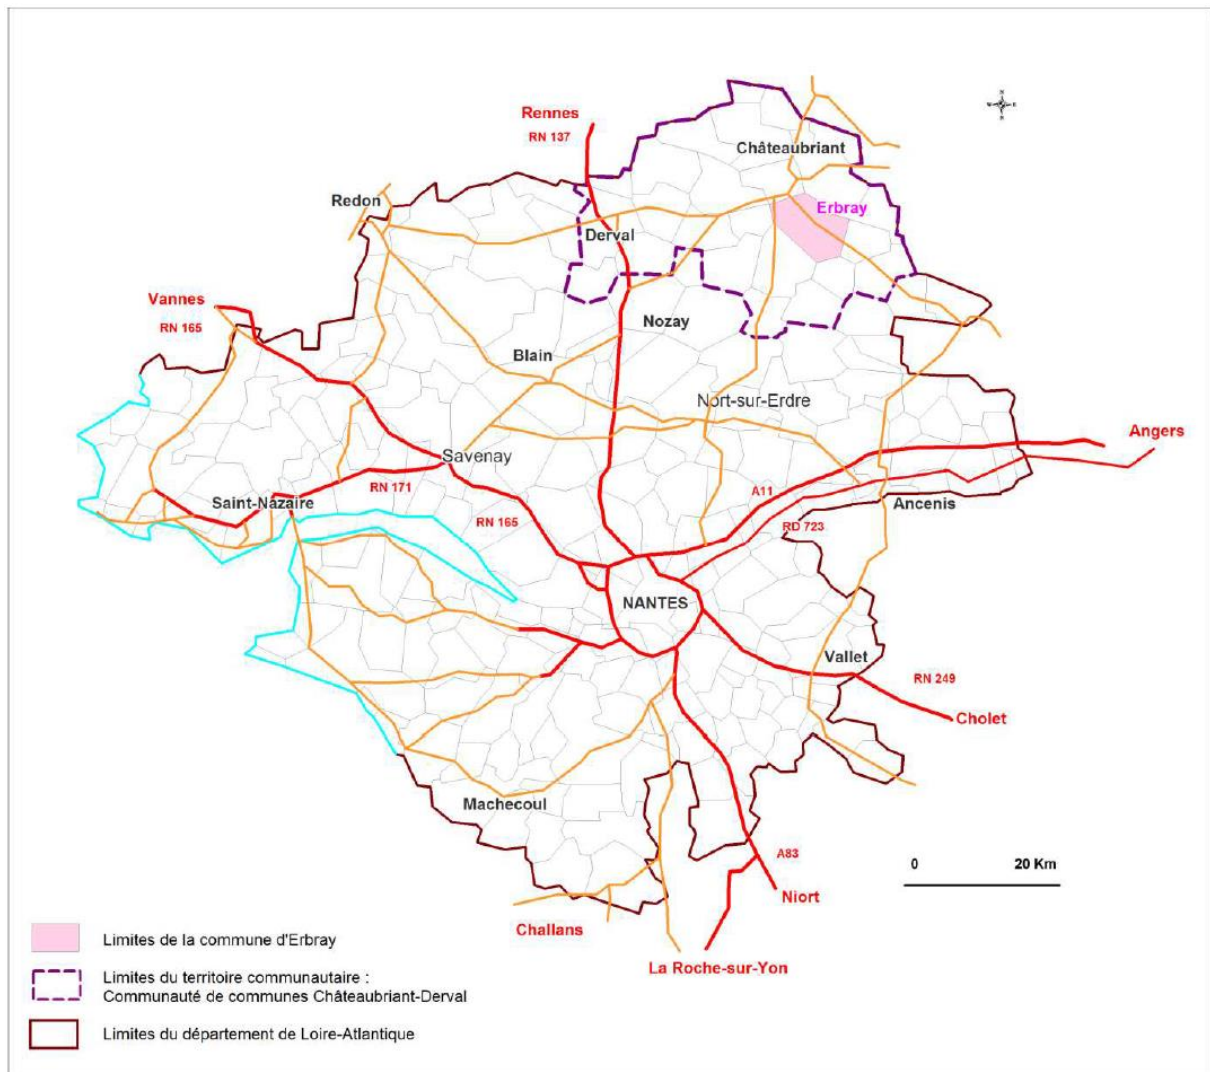 Rennes
RN 137
Châteaubriant
Redon
Erbray
Derval
Vannes
RN 165
Nozay
Blain
Nort-sur-Erdre
Angers
Savenay
A11
RN 171
Saint-Nazaire
Ancenis
RN 165
RD 723
NANTES
Vallet
RN 249
Cholet
Machecoul
A83
0 20 Km
Niort
Challans
La Roche-sur-Yon
Limites de la commune d'Erbray
Limites du territoire communautaire :
Communauté de communes Châteaubriant-Derval
Limites du département de Loire-Atlantique